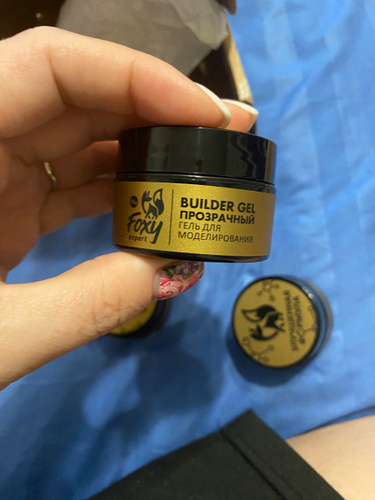 Foxy
expert
BUILDER GEL
ПРОЗРАЧНЫЙ
ГЕЛЬ ДЛЯ
МОДЕЛИРОВАНИЯ